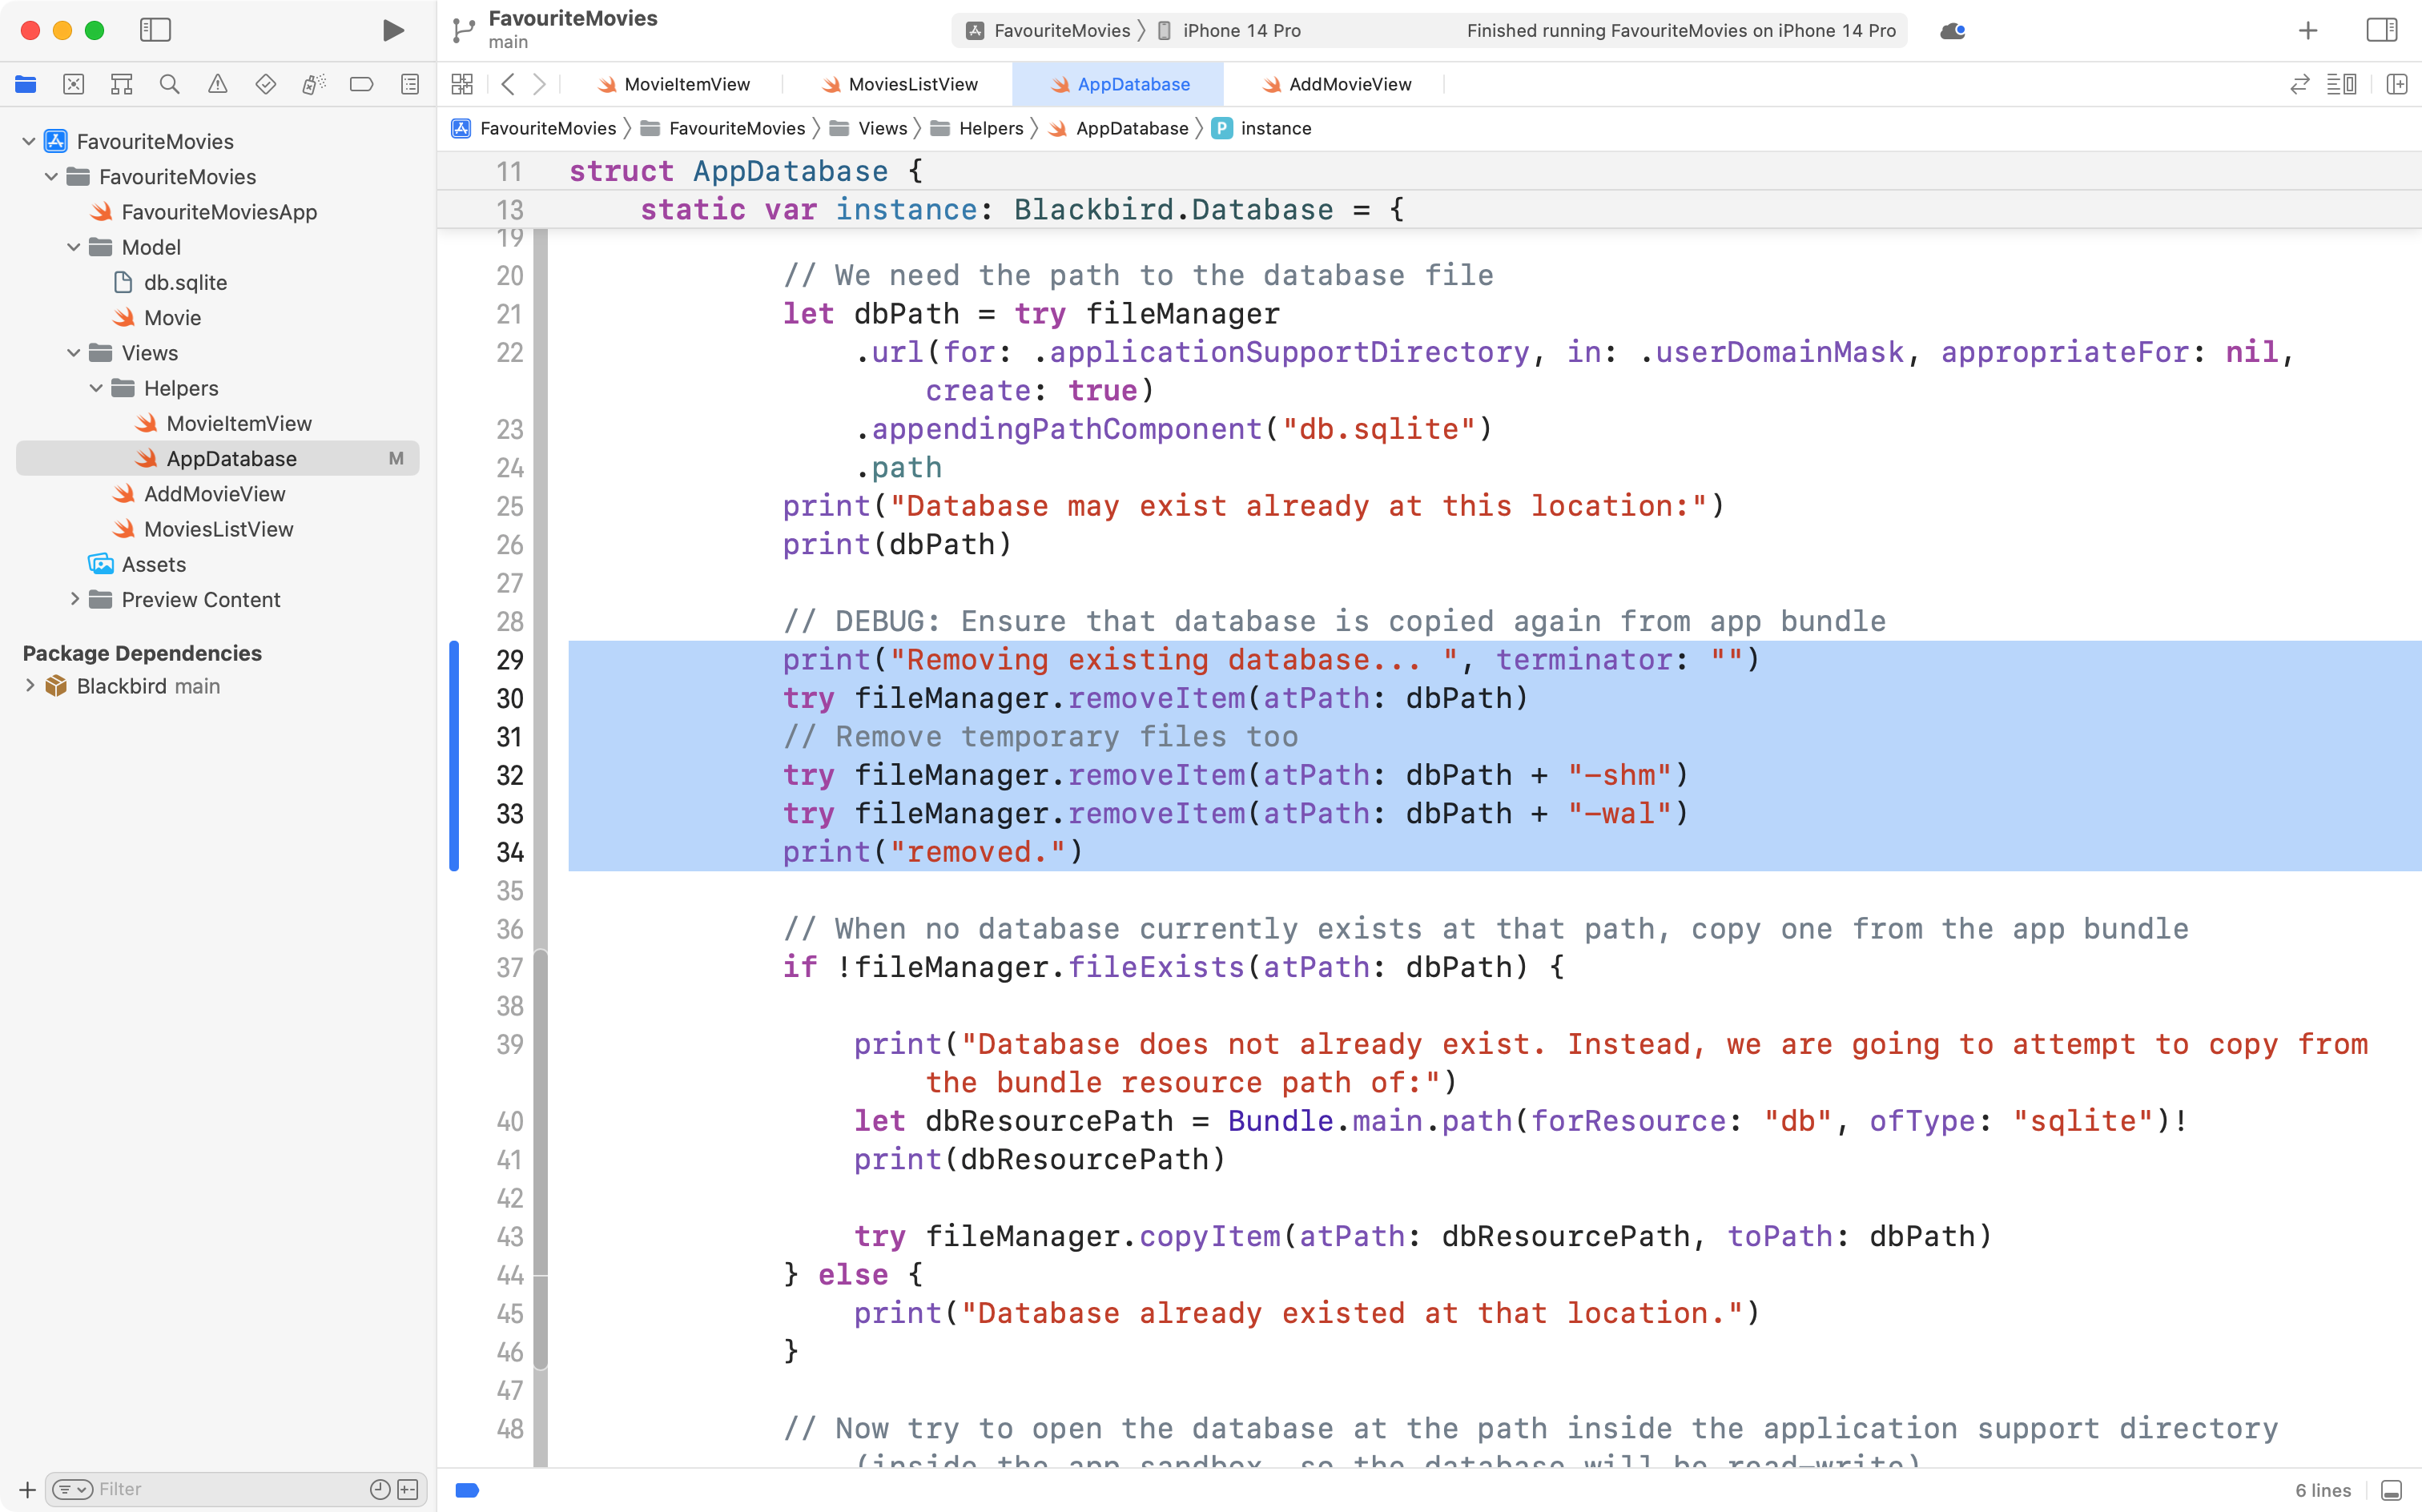 FavouriteMovies
main
FavouriteMovies
iPhone 14 Pro
Finished running FavouriteMovies on iPhone 14 Pro
MovieItemView
MoviesListView
AppDatabase
AddMovieView
FavouriteMovies
FavouriteMovies
Views
Helpers
AppDatabase
P instance
FavouriteMovies
FavouriteMovies
FavouriteMoviesApp
Model
db.sqlite
Movie
Views
Helpers
MovieItemView
AppDatabase M
AddMovieView
MoviesListView
Assets
Preview Content
Package Dependencies
Blackbird main
Filter
11 struct AppDatabase {
13 static var instance: Blackbird.Database = {
19
20 // We need the path to the database file
21 let dbPath = try fileManager
22 .url(for: .applicationSupportDirectory, in: .userDomainMask, appropriateFor: nil,
create: true)
23 .appendingPathComponent("db.sqlite")
24 .path
25 print("Database may exist already at this location:")
26 print(dbPath)
27
28 // DEBUG: Ensure that database is copied again from app bundle
29 print("Removing existing database... ", terminator: "")
30 try fileManager.removeItem(atPath: dbPath)
31 // Remove temporary files too
32 try fileManager.removeItem(atPath: dbPath + "-shm")
33 try fileManager.removeItem(atPath: dbPath + "-wal")
34 print("removed.")
35
36 // When no database currently exists at that path, copy one from the app bundle
37 if !fileManager.fileExists(atPath: dbPath) {
38
39 print("Database does not already exist. Instead, we are going to attempt to copy from
the bundle resource path of:")
40 let dbResourcePath = Bundle.main.path(forResource: "db", ofType: "sqlite")!
41 print(dbResourcePath)
42
43 try fileManager.copyItem(atPath: dbResourcePath, toPath: dbPath)
44 } else {
45 print("Database already existed at that location.")
46 }
47
48 // Now try to open the database at the path inside the application support directory
(inside the app sandbox, so the database will be read-write)
6 lines